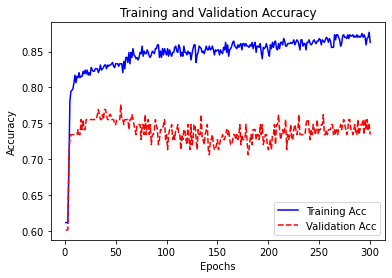 Training and Validation Accuracy
Accuracy
0.85
0.80
0.75
0.70
0.65
0.60
0
50
100
150
200
250
300
Epochs
Training Acc
Validation Acc